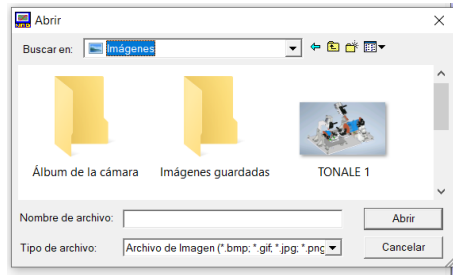 Abrir
Buscar en: Imágenes
Álbum de la cámara Imágenes guardadas TONALE 1
Nombre de archivo: Abrir
Tipo de archivo: Archivo de Imagen (*.bmp; *.gif; *.jpg; *.png Cancelar